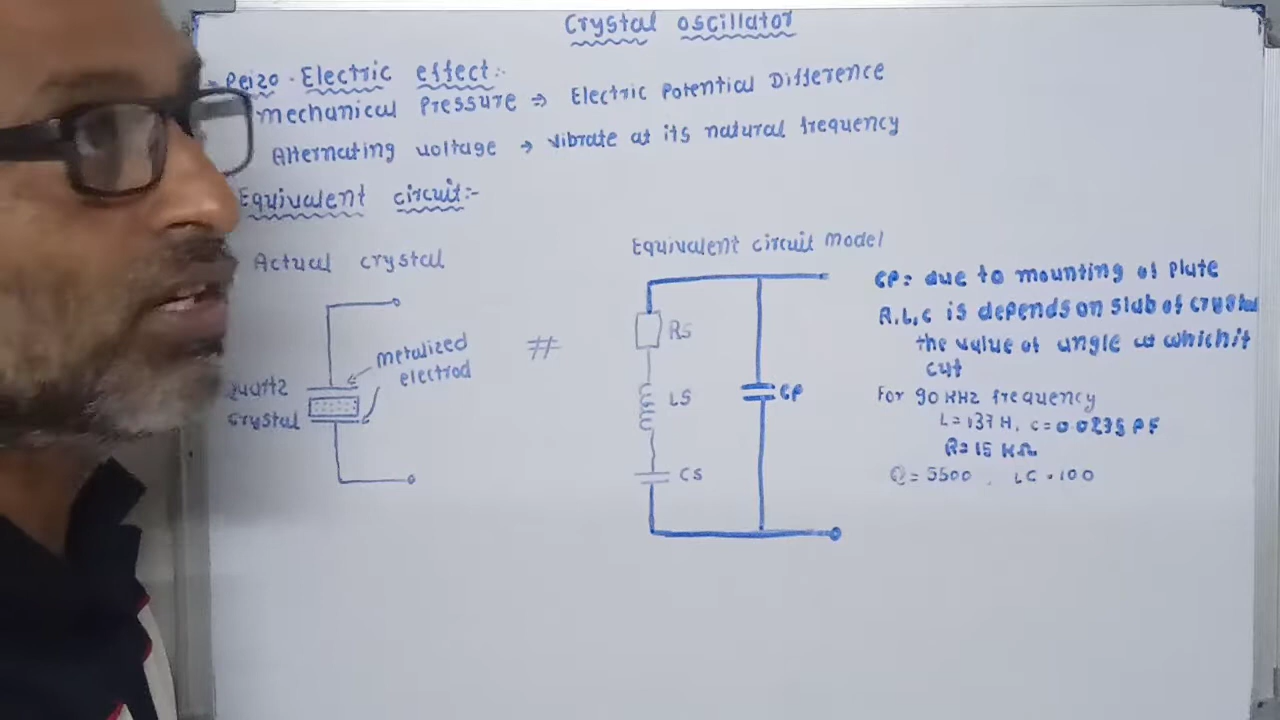 Crystal oscillator
Peizo Electric effect:-
mechanical Pressure ⇒ Electric Potential Difference
Alternating voltage → vibrate at its natural frequency
Equivalent circuit:-
Actual crystal
metalized
electrod
quartz
crystal
#
Equivalent circuit model
RS
LS
CS
CP
CP= due to mounting of plate
R.L,C is depends on slab of crystal
the value of angle at which it
cut
For 90 KHz frequency
L=137 H, C=0.0235 PF
R=15 KΩ
Q=5500, LC.100